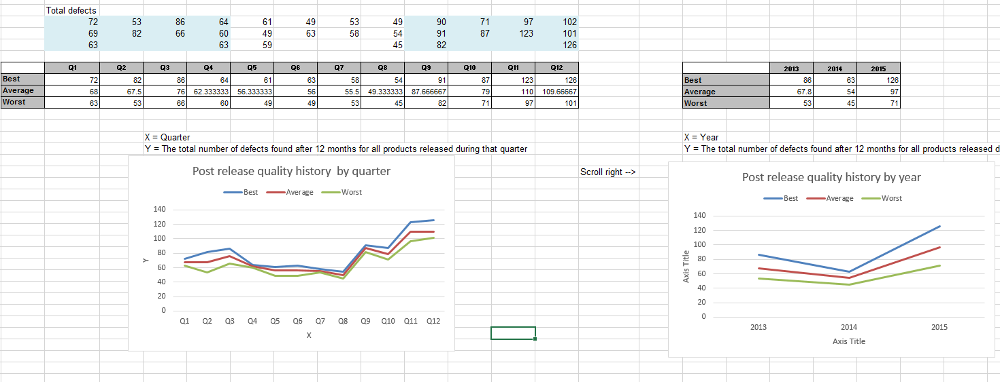 Total defects
72 53 86 64 61 49 53 49 90 71 97 102
69 82 66 60 49 63 58 54 91 87 123 101
63 63 59 45 82 126
Q1 Q2 Q3 Q4 Q5 Q6 Q7 Q8 Q9 Q10 Q11 Q12
Best 72 82 86 64 61 63 58 54 91 87 123 126
Average 68 67.5 76 62.333333 56.333333 56 55.5 49.333333 87.666667 79 110 109.66667
Worst 63 53 66 60 49 49 53 45 82 71 97 101
2013 2014 2015
Best 86 63 126
Average 67.8 54 97
Worst 53 45 71
X = Quarter
Y = The total number of defects found after 12 months for all products released during that quarter
X = Year
Y = The total number of defects found after 12 months for all products released d
Post release quality history  by quarter
Best Average Worst
140
120
100
80
60
40
20
0
Y
Q1 Q2 Q3 Q4 Q5 Q6 Q7 Q8 Q9 Q10 Q11 Q12
X
Scroll right -->
Post release quality history by year
Best Average Worst
140
120
100
80
60
40
20
0
Axis Title
2013 2014 2015
Axis Title